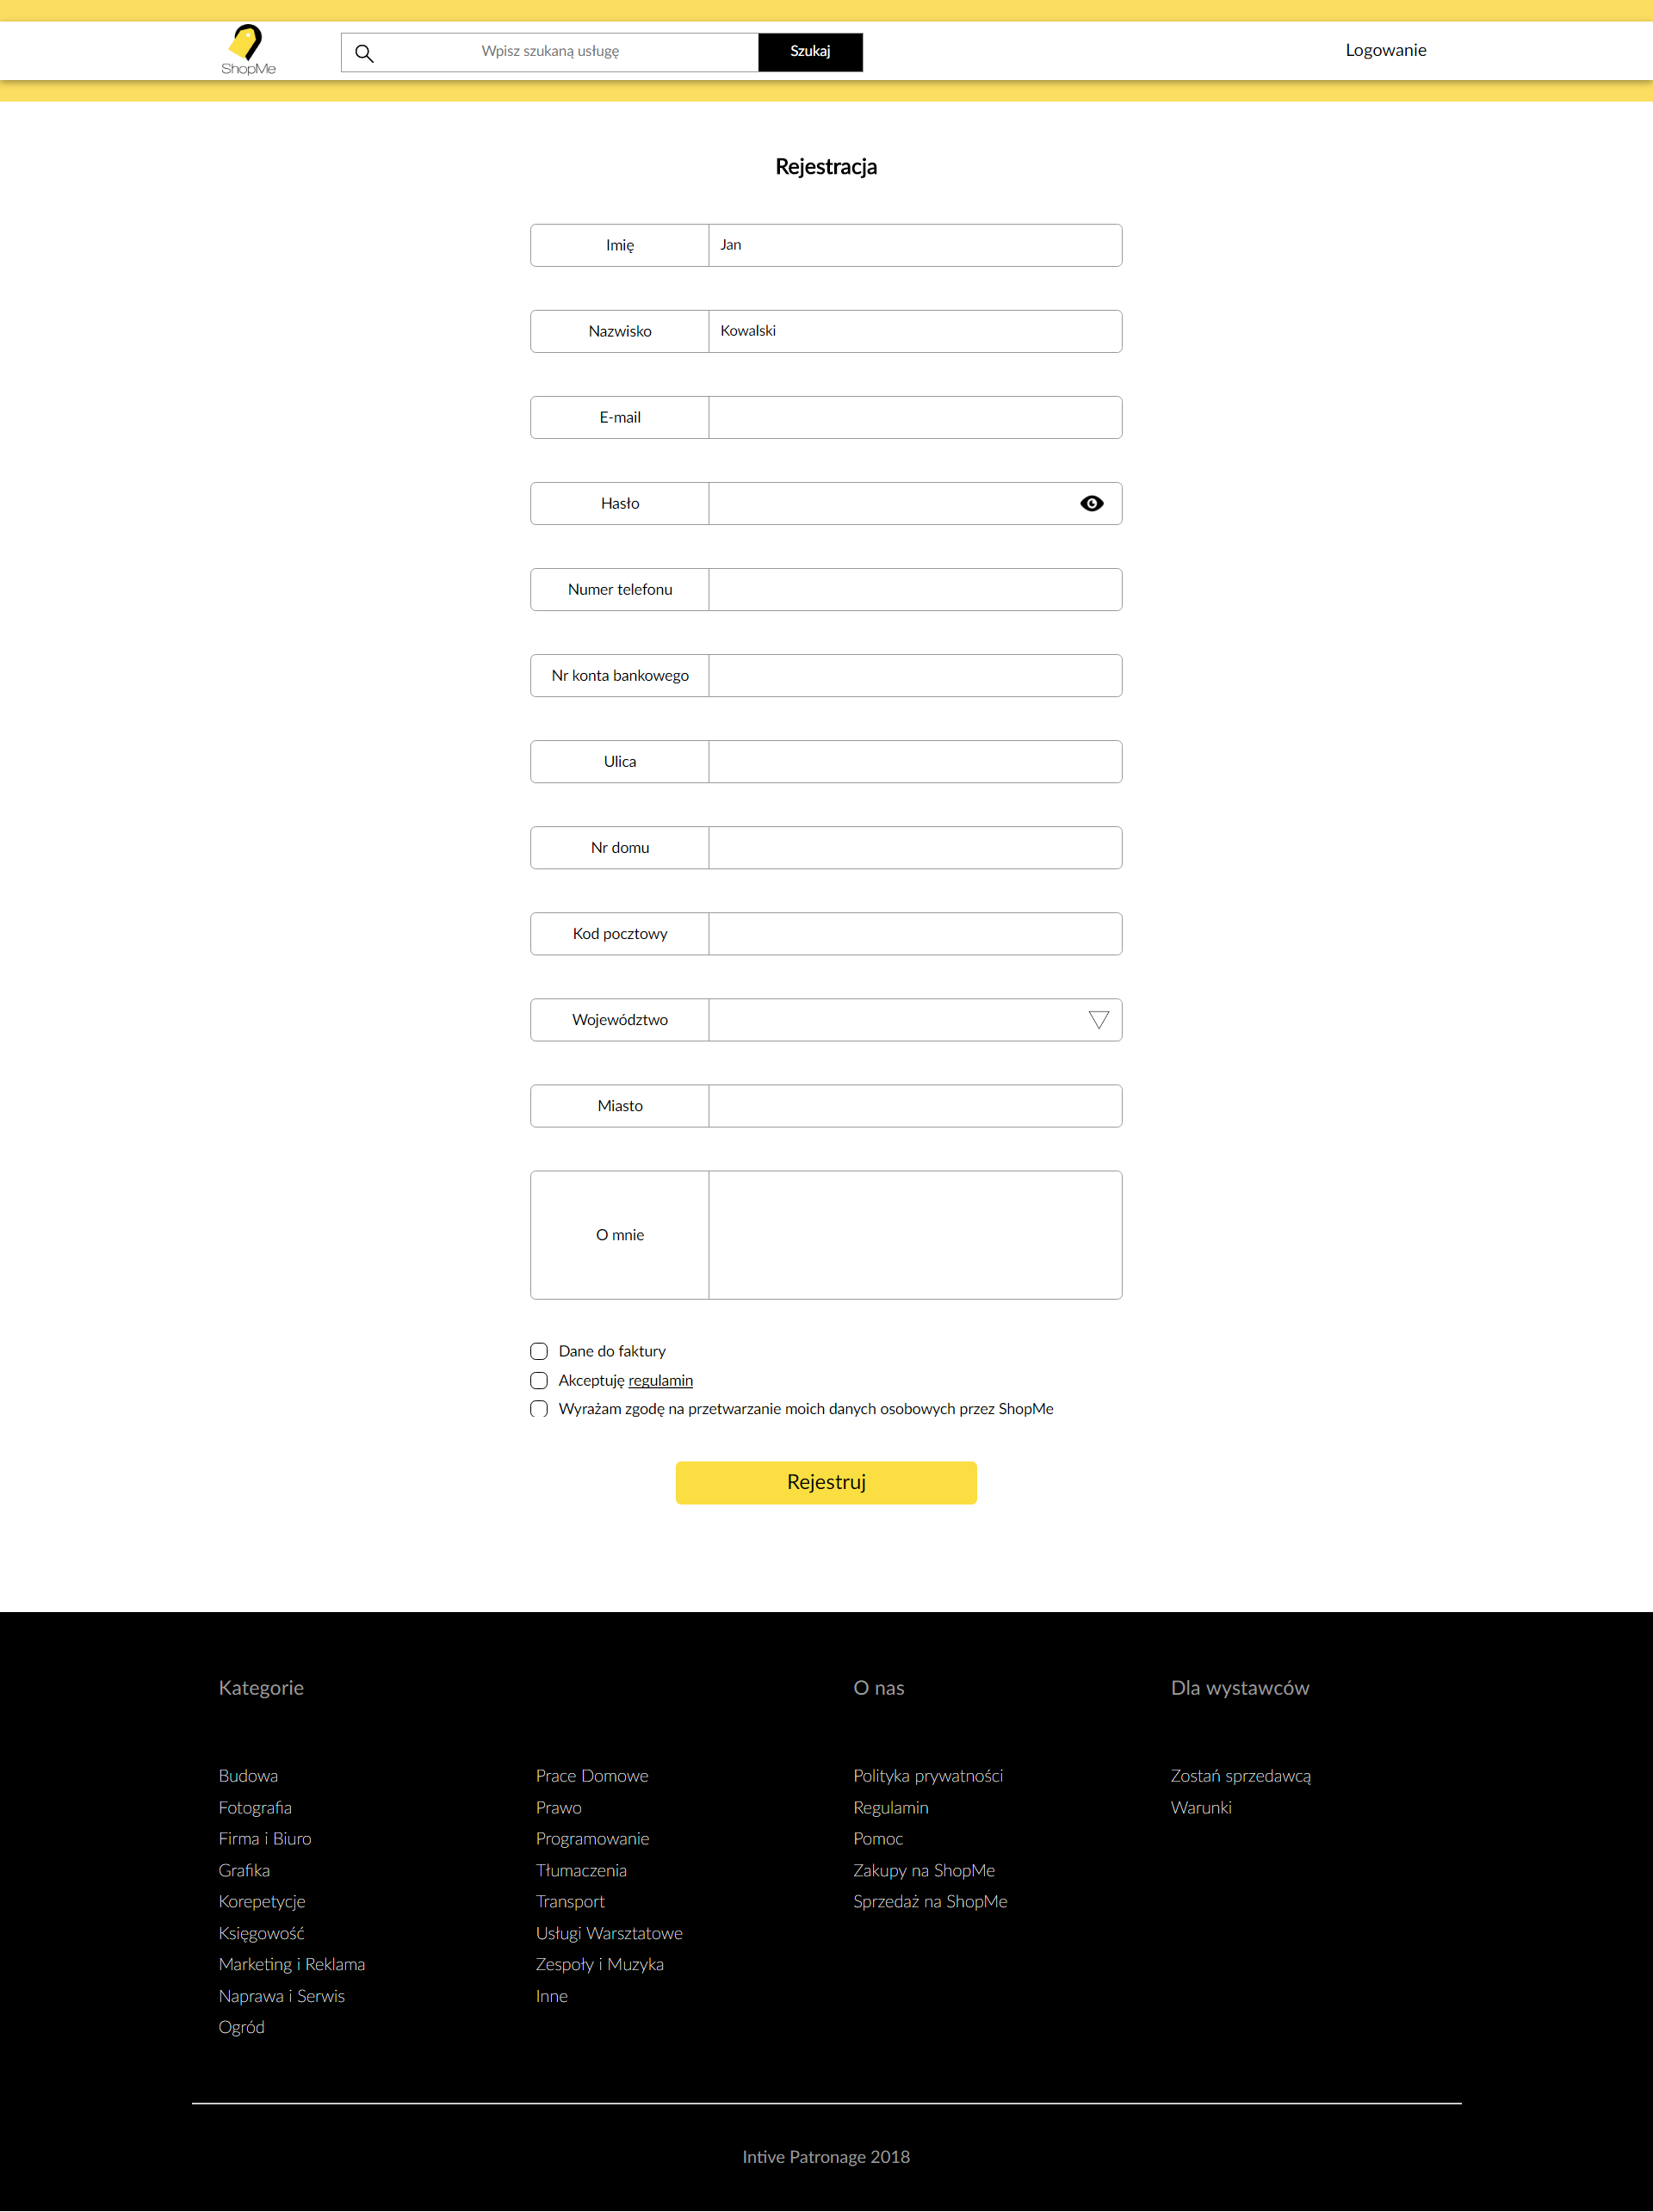 ShopMe
Wpisz szukaną usługę
Szukaj
Logowanie
Rejestracja
Imię Jan
Nazwisko Kowalski
E-mail
Hasło
Numer telefonu
Nr konta bankowego
Ulica
Nr domu
Kod pocztowy
Województwo
Miasto
O mnie
Dane do faktury
Akceptuję regulamin
Wyrażam zgodę na przetwarzanie moich danych osobowych przez ShopMe
Rejestruj
Kategorie
Budowa
Fotografia
Firma i Biuro
Grafika
Korepetycje
Księgowość
Marketing i Reklama
Naprawa i Serwis
Ogród
Prace Domowe
Prawo
Programowanie
Tłumaczenia
Transport
Usługi Warsztatowe
Zespoły i Muzyka
Inne
O nas
Polityka prywatności
Regulamin
Pomoc
Zakupy na ShopMe
Sprzedaż na ShopMe
Dla wystawców
Zostań sprzedawcą
Warunki
Intive Patronage 2018